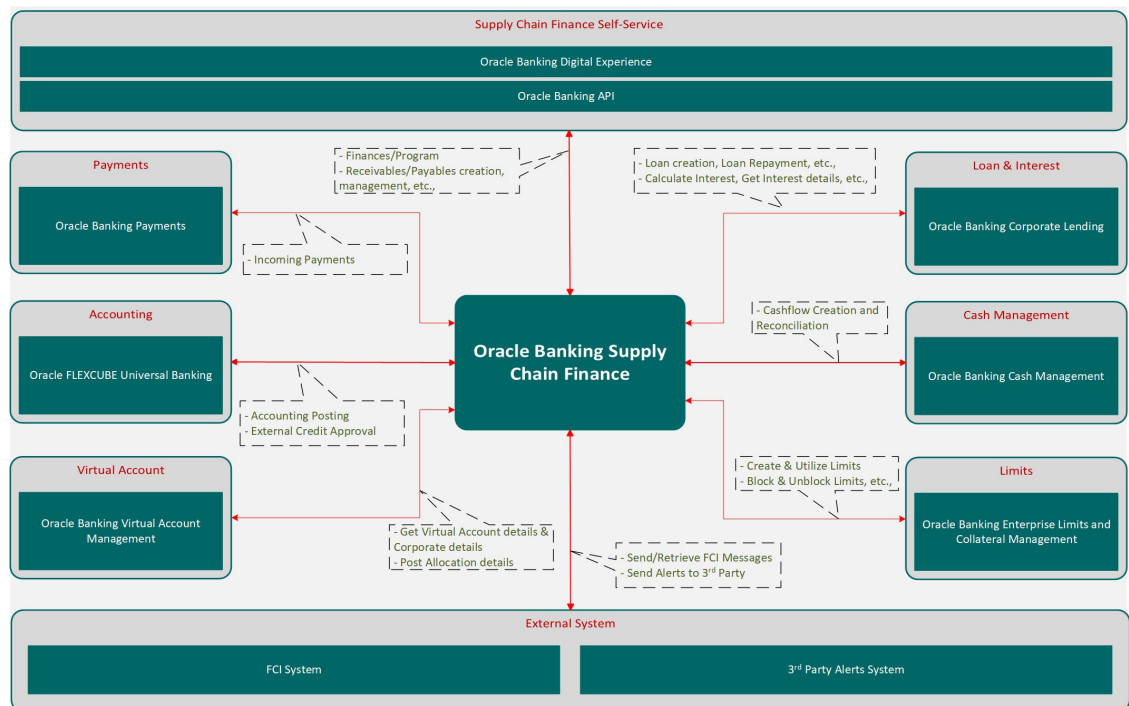 Supply Chain Finance Self-Service
Oracle Banking Digital Experience
Oracle Banking API
- Finances/Program
- Receivables/Payables creation,
management, etc.,
- Loan creation, Loan Repayment, etc.,
- Calculate Interest, Get Interest details, etc.,
Payments
Oracle Banking Payments
- Incoming Payments
Loan & Interest
Oracle Banking Corporate Lending
Accounting
Oracle FLEXCUBE Universal Banking
- Accounting Posting
- External Credit Approval
Oracle Banking Supply
Chain Finance
- Cashflow Creation and
Reconciliation
Cash Management
Oracle Banking Cash Management
Virtual Account
Oracle Banking Virtual Account
Management
- Get Virtual Account details &
Corporate details
- Post Allocation details
- Send/Retrieve FCI Messages
- Send Alerts to 3rd Party
- Create & Utilize Limits
- Block & Unblock Limits, etc.,
Limits
Oracle Banking Enterprise Limits and
Collateral Management
External System
FCI System
3rd Party Alerts System